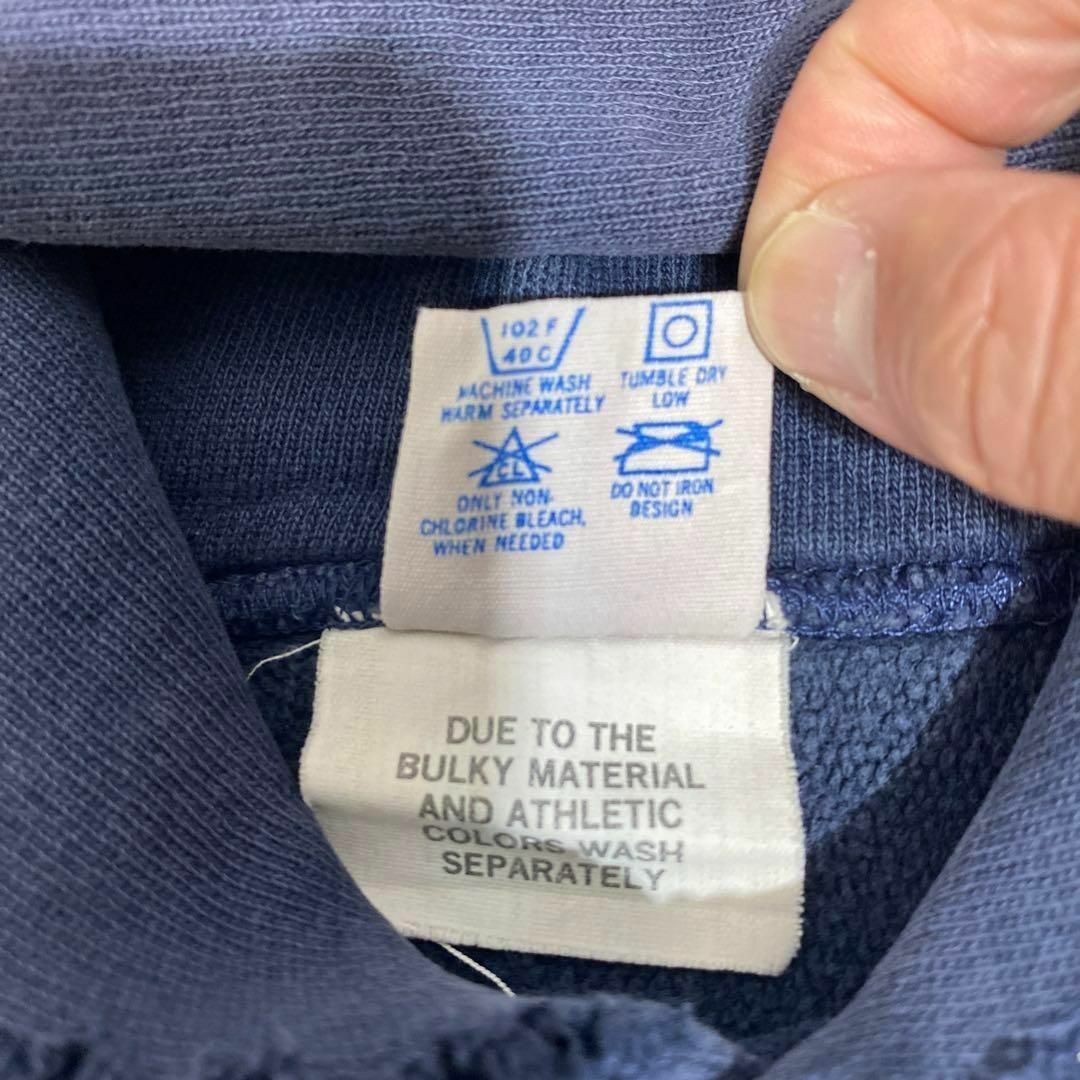 102 F
40 C
MACHINE WASH
WARM SEPARATELY
TUMBLE DRY
LOW
CL
ONLY NON-
CHLORINE BLEACH,
WHEN NEEDED
DO NOT IRON
DESIGN
DUE TO THE
BULKY MATERIAL
AND ATHLETIC
COLORS WASH
SEPARATELY